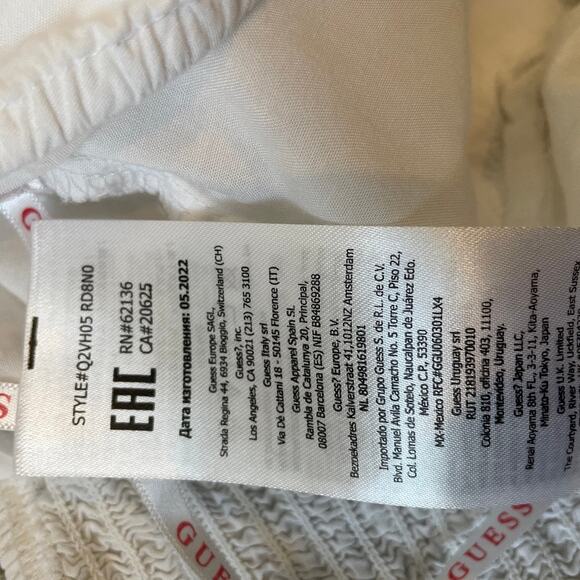 STYLE#Q2VH05 RD8N0
EAC
RN#62136
CA#20625
Дата изготовления: 05.2022
Guess Europe SAGL,
Strada Regina 44, 6934 Bioggio, Switzerland (CH)
Guess?, inc.
Los Angeles, CA 90021 (213) 765 3100
Guess Italy srl
Via Dè Cattani 18 - 50145 Florence (IT)
Guess Apparel Spain SL
Rambla de Catalunya 20, Principal,
08007 Barcelona (ES) NIF B84869288
Guess? Europe, B.V.
Bezoekadres Kalverstraat 41,1012NZ Amsterdam
NL 804981619B01
Importado por Grupo Guess S. de R.L. de C.V.
Blvd. Manuel Avila Camacho No. 5 Torre C, Piso 22,
Col. Lomas de Sotelo, Naucalpan de Juárez Edo.
México C.P. 53390
MX-Mexico RFC#GGU060301LX4
Guess Uruguay srl
RUT 218193970010
Colonia 810, oficina 403, 11100,
Montevideo, Uruguay.
Guess? Japan LLC.
Renai Aoyama Bldg 8th FL., 3-3-11, Kita-Aoyama,
Minato-Ku Tokyo, Japan
Guess U.K. Limited
The Courtyard, River Way, Uckfield, East Sussex
GUESS
GUESS